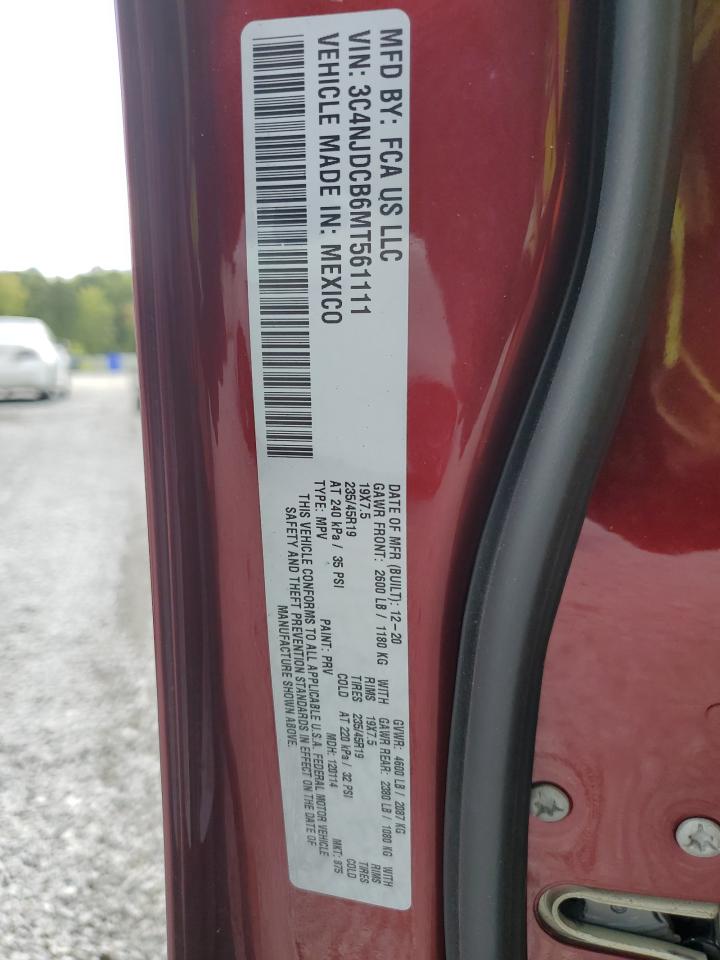 MFD BY: FCA US LLC
VIN: 3C4NJDCB6MT561111
VEHICLE MADE IN: MEXICO
DATE OF MFR (BUILT): 12-20 GVWR: 4600 LB / 2087 KG
GAWR FRONT: 2600 LB / 1180 KG WITH GAWR REAR: 2380 LB / 1080 KG WITH
19X7.5 RIMS 19X7.5 RIMS
235/45R19 TIRES 235/45R19 TIRES
AT 240 kPa / 35 PSI COLD AT 220 kPa / 32 PSI COLD
TYPE: MPV PAINT: PRV MDH: 120114 MKT: 975
THIS VEHICLE CONFORMS TO ALL APPLICABLE U.S.A. FEDERAL MOTOR VEHICLE
SAFETY AND THEFT PREVENTION STANDARDS IN EFFECT ON THE DATE OF
MANUFACTURE SHOWN ABOVE.